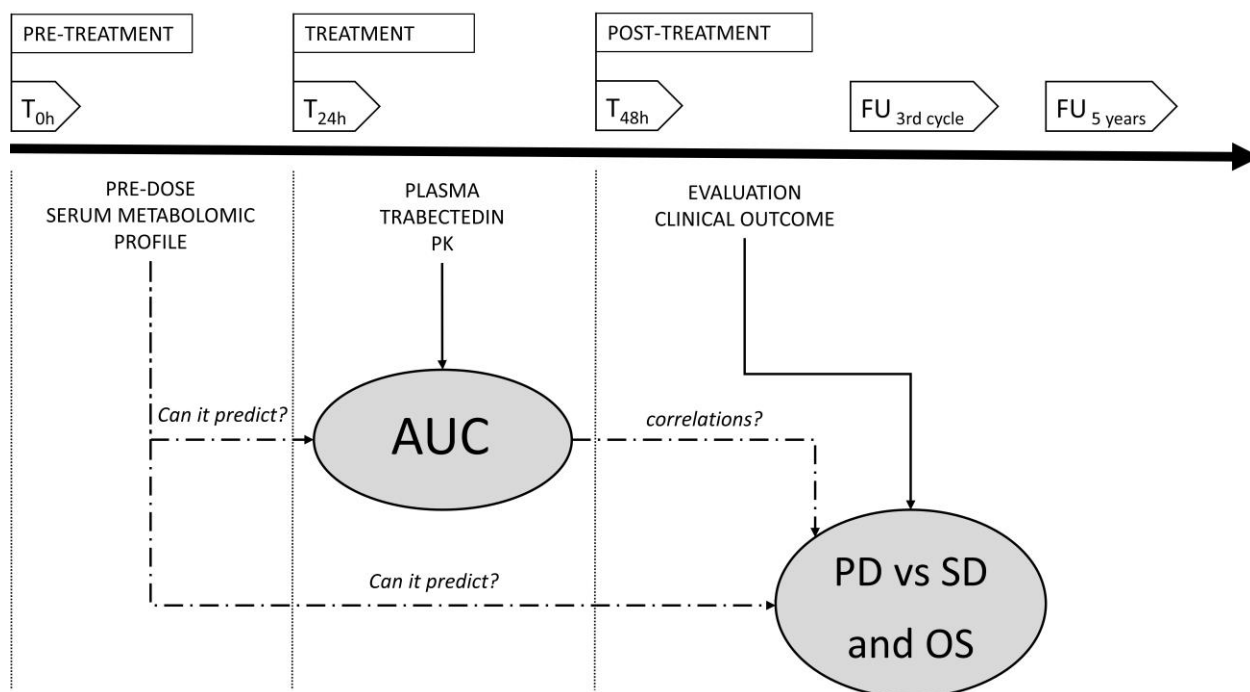 PRE-TREATMENT
TREATMENT
POST-TREATMENT
T0h
T24h
T48h
FU 3rd cycle
FU 5 years
PRE-DOSE
SERUM METABOLOMIC
PROFILE
PLASMA
TRABECTEDIN
PK
EVALUATION
CLINICAL OUTCOME
Can it predict?
AUC
correlations?
Can it predict?
PD vs SD
and OS